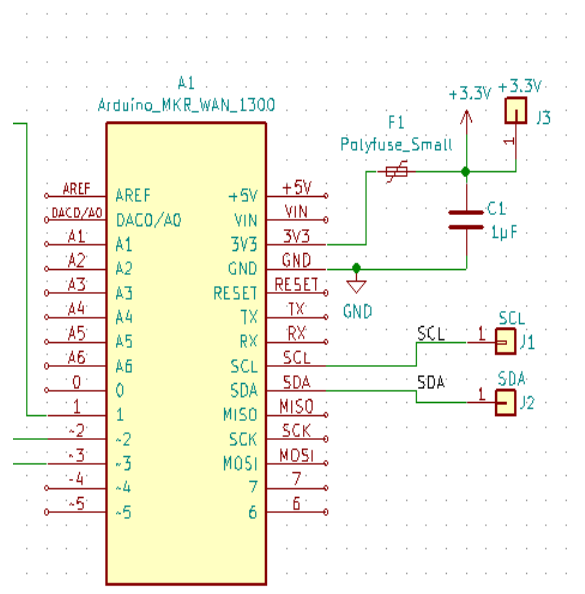 A1
Arduino_MKR_WAN_1300
+3.3V
+3.3V
J3
1
F1
Polyfuse_Small
C1
1µF
GND
AREF AREF +5V +5V
DAC0/A0 DAC0/A0 VIN VIN
A1 A1 3V3 3V3
A2 A2 GND GND
A3 A3 RESET RESET
A4 A4 TX TX
A5 A5 RX RX
A6 A6 SCL SCL
0 0 SDA SDA
1 1 MISO MISO
~2 ~2 SCK SCK
~3 ~3 MOSI MOSI
~4 ~4 7 7
~5 ~5 6 6
SCL
SCL
1
J1
SDA
SDA
1
J2